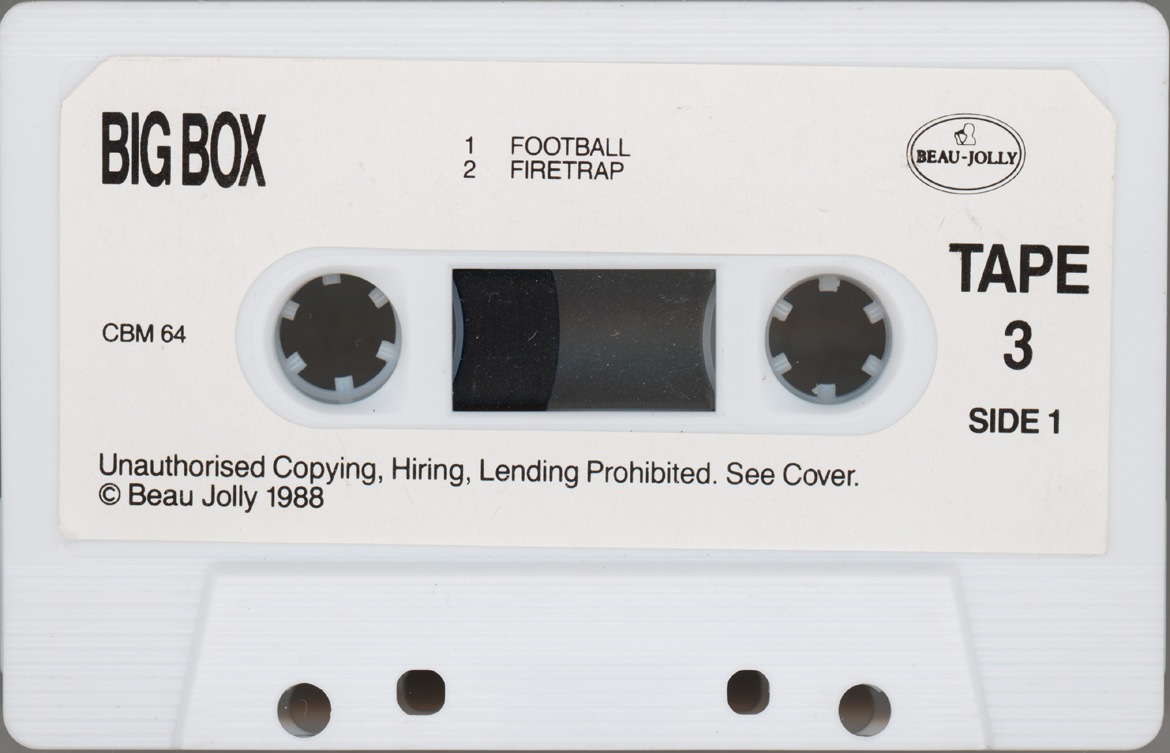 BIG BOX
1 FOOTBALL
2 FIRETRAP
BEAU-JOLLY
TAPE
3
SIDE 1
CBM 64
Unauthorised Copying, Hiring, Lending Prohibited. See Cover.
© Beau Jolly 1988